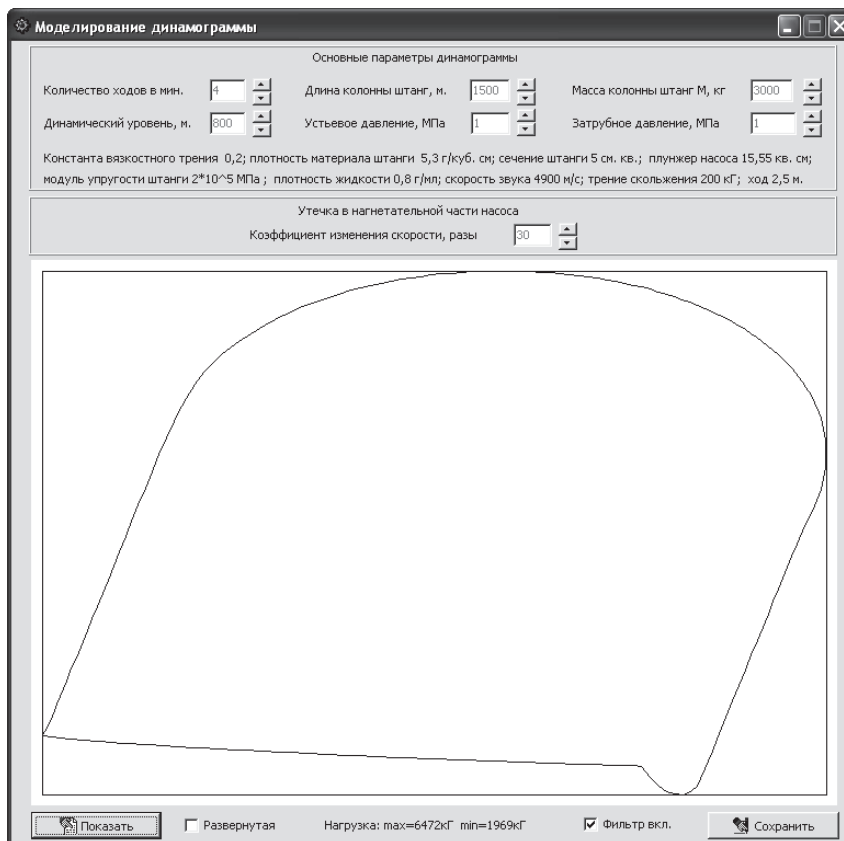 Моделирование динамограммы
Основные параметры динамограммы
Количество ходов в мин. 4 Длина колонны штанг, м. 1500 Масса колонны штанг М, кг 3000
Динамический уровень, м. 800 Устьевое давление, МПа 1 Затрубное давление, МПа 1
Константа вязкостного трения 0,2; плотность материала штанги 5,3 г/куб. см; сечение штанги 5 см. кв.; плунжер насоса 15,55 кв. см;
модуль упругости штанги 2*10^5 МПа ; плотность жидкости 0,8 г/мл; скорость звука 4900 м/с; трение скольжения 200 кГ; ход 2,5 м.
Утечка в нагнетательной части насоса
Коэффициент изменения скорости, разы 30
Показать Развернутая Нагрузка: max=6472кГ min=1969кГ Фильтр вкл. Сохранить